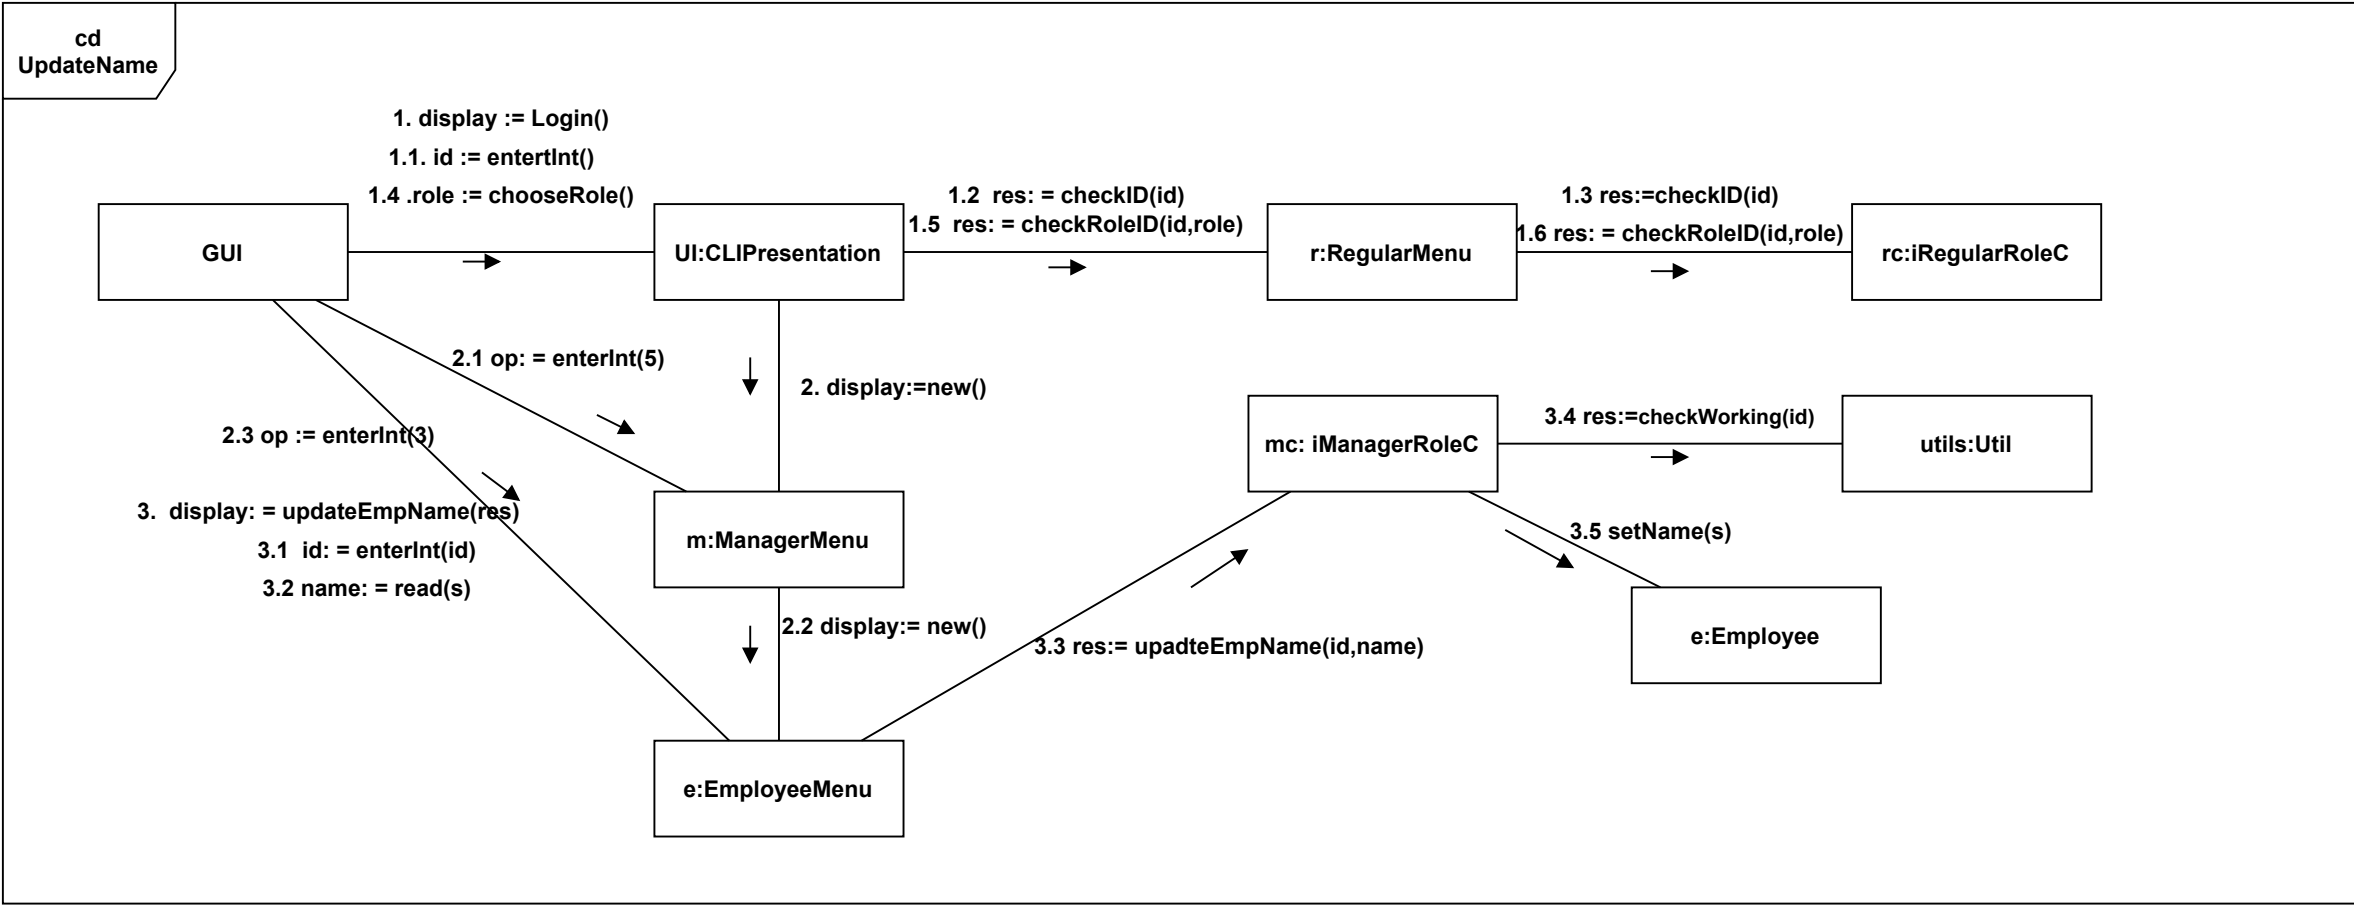 cd
UpdateName
1. display := Login()
1.1. id := entertInt()
1.4 .role := chooseRole()
1.2  res: = checkID(id)
1.5  res: = checkRoleID(id,role)
1.3 res:=checkID(id)
1.6 res: = checkRoleID(id,role)
GUI
UI:CLIPresentation
r:RegularMenu
rc:iRegularRoleC
2.1 op: = enterInt(5)
2. display:=new()
2.3 op := enterInt(3)
mc: iManagerRoleC
3.4 res:=checkWorking(id)
utils:Util
3.  display: = updateEmpName(res)
3.1  id: = enterInt(id)
3.2 name: = read(s)
m:ManagerMenu
3.5 setName(s)
2.2 display:= new()
3.3 res:= upadteEmpName(id,name)
e:Employee
e:EmployeeMenu